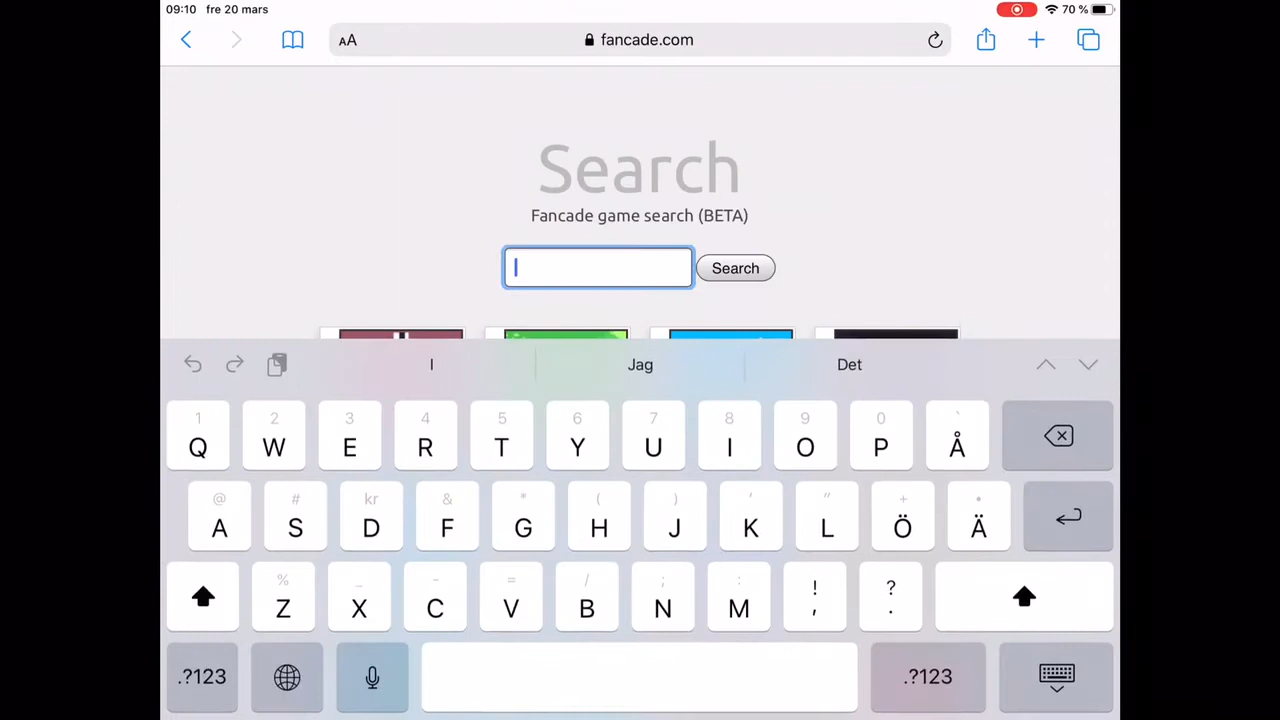 09:10 fre 20 mars 70 %
AA fancade.com
Search
Fancade game search (BETA)
Search
I Jag Det
1 2 3 4 5 6 7 8 9 0 `
Q W E R T Y U I O P Å
@ # kr & * ( ) ' " + •
A S D F G H J K L Ö Ä
% _ - = / ; : ! ?
Z X C V B N M , .
.?123 .?123